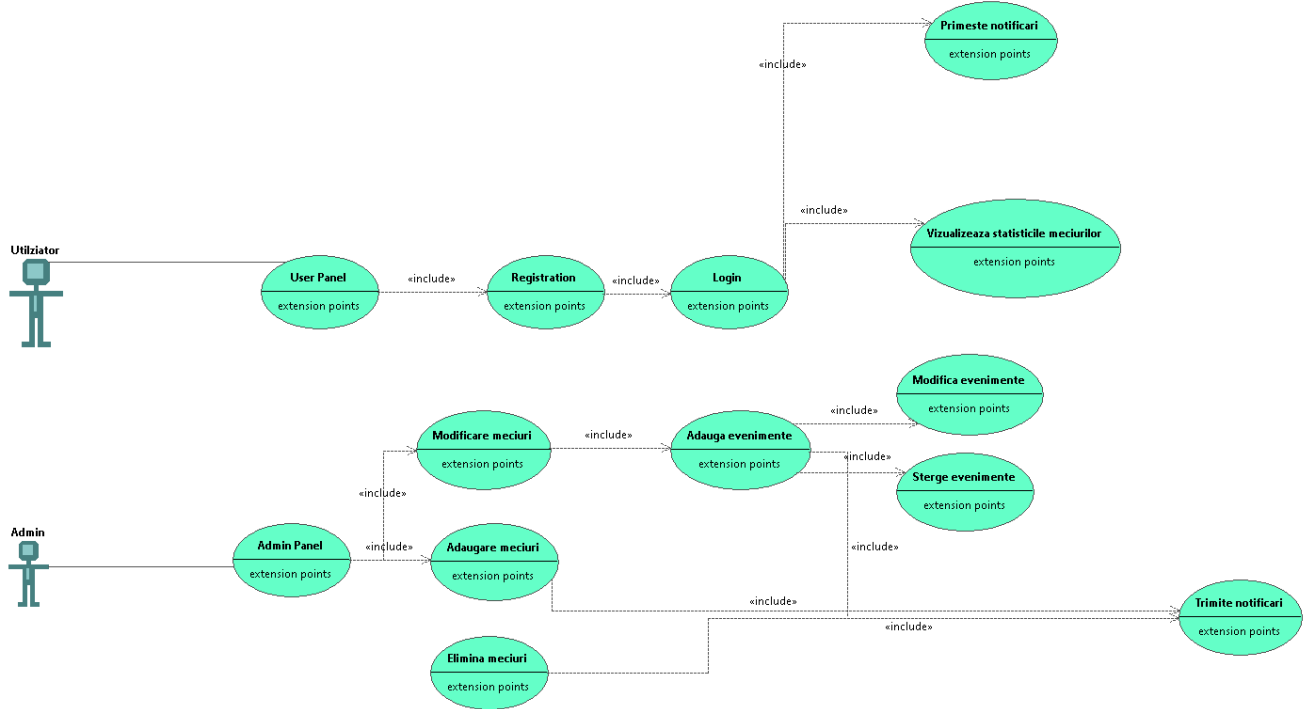 Primeste notificari
extension points
«include»
Vizualizeaza statisticile meciurilor
extension points
«include»
Utilziator
User Panel
extension points
«include»
Registration
extension points
«include»
Login
extension points
Modifica evenimente
extension points
«include»
Modificare meciuri
extension points
«include»
Adauga evenimente
extension points
«include»
Sterge evenimente
extension points
«include»
Admin
Admin Panel
extension points
«include»
Adaugare meciuri
extension points
«include»
«include»
Trimite notificari
extension points
«include»
Elimina meciuri
extension points